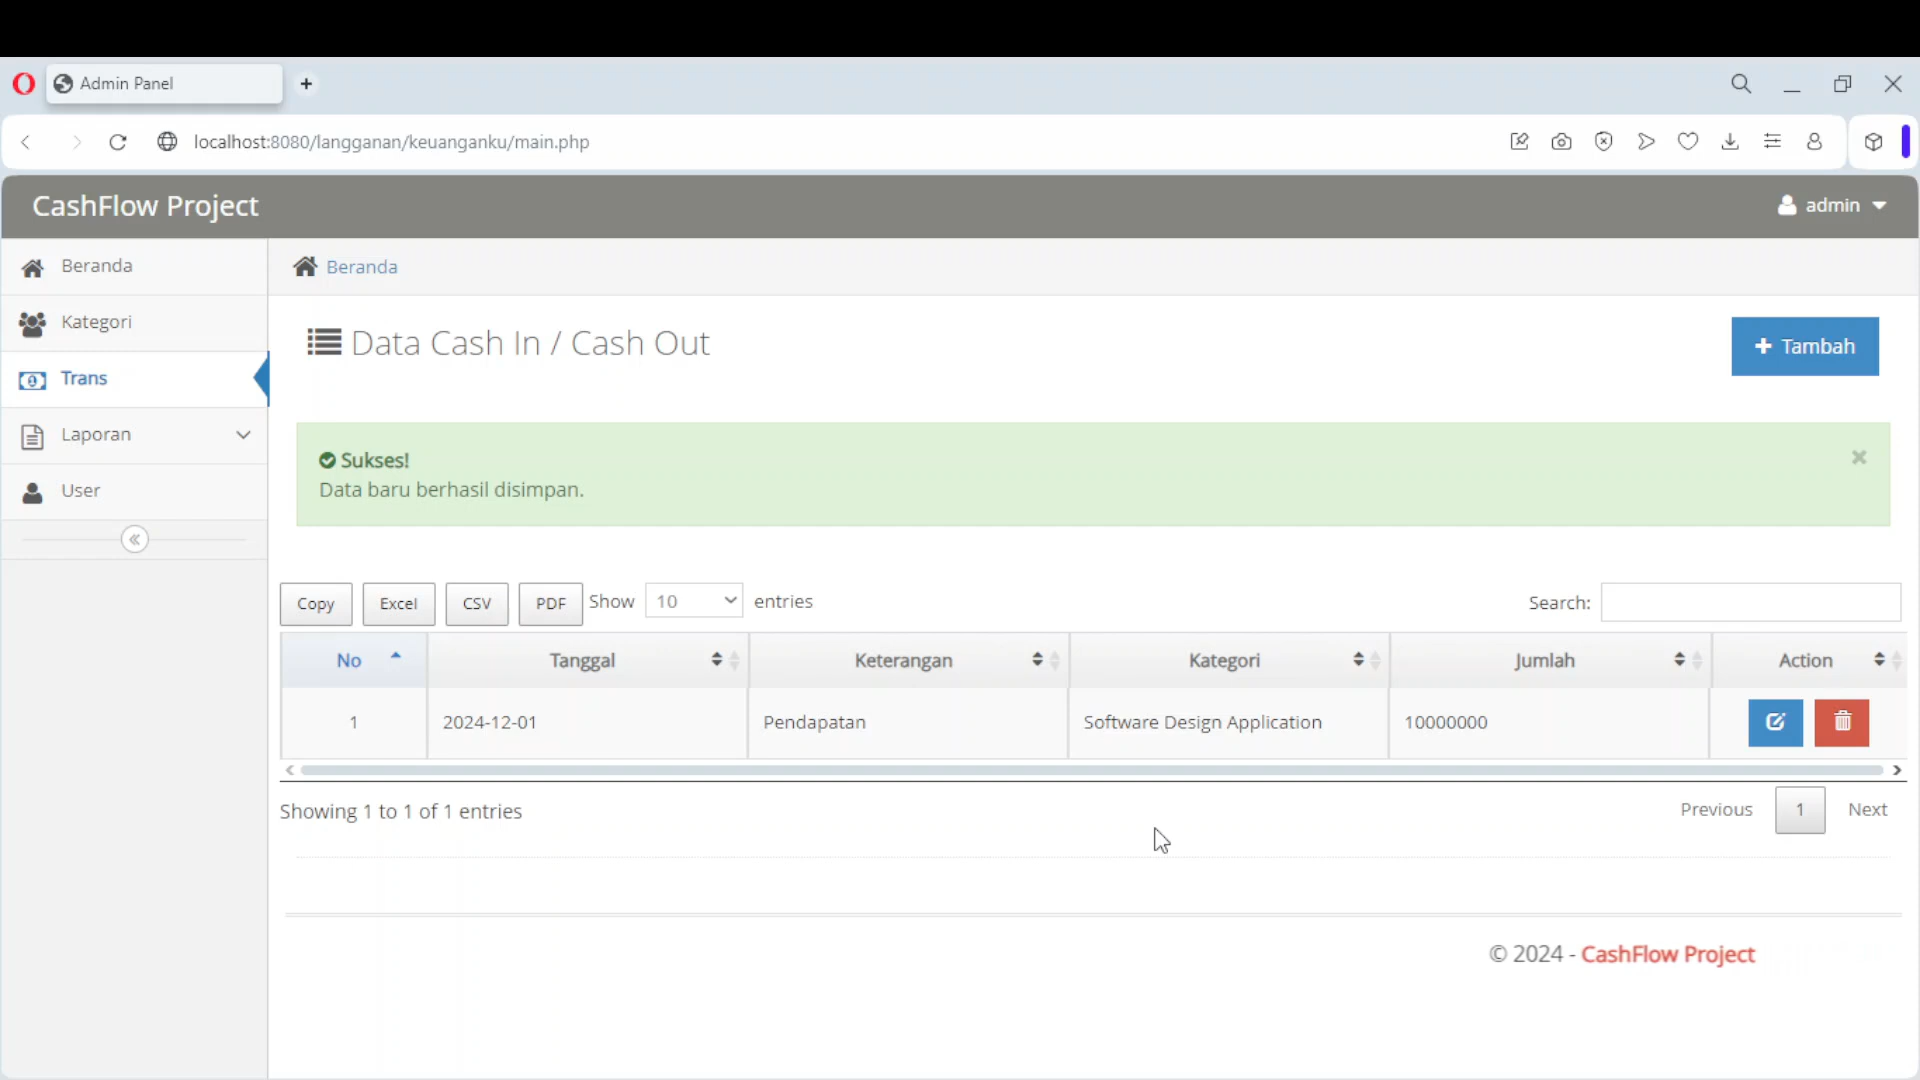 Admin Panel
localhost:8080/langganan/keuanganku/main.php
CashFlow Project
admin
Beranda
Kategori
Trans
Laporan
User
Beranda
Data Cash In / Cash Out
+ Tambah
Sukses!
Data baru berhasil disimpan.
Copy Excel CSV PDF Show 10 entries
Search:
No Tanggal Keterangan Kategori Jumlah Action
1 2024-12-01 Pendapatan Software Design Application 10000000
Showing 1 to 1 of 1 entries
Previous 1 Next
© 2024 - CashFlow Project